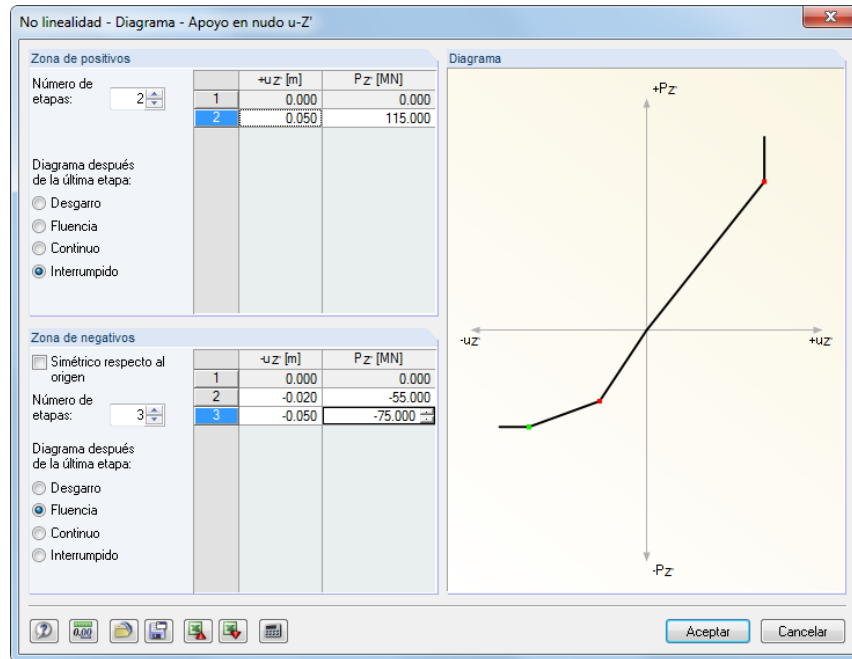 No linealidad - Diagrama - Apoyo en nudo u-Z'
Zona de positivos
Número de
etapas: 2
+uz' [m] Pz' [MN]
1 0.000 0.000
2 0.050 115.000
Diagrama después
de la última etapa:
Desgarro
Fluencia
Continuo
Interrumpido
Zona de negativos
Simétrico respecto al
origen
Número de
etapas: 3
-uz' [m] Pz' [MN]
1 0.000 0.000
2 -0.020 -55.000
3 -0.050 -75.000
Diagrama después
de la última etapa:
Desgarro
Fluencia
Continuo
Interrumpido
Diagrama
+Pz'
-uz'
+uz'
-Pz'
0.00
Aceptar
Cancelar